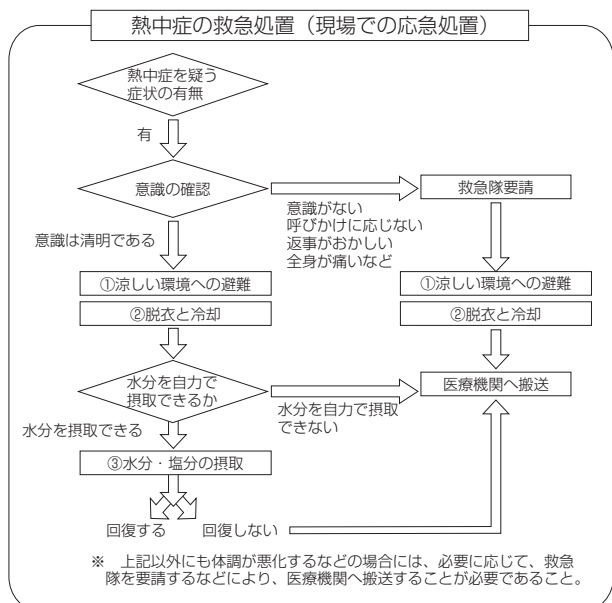 熱中症の救急処置（現場での応急処置）
熱中症を疑う
症状の有無
有
意識の確認
救急隊要請
意識がない
呼びかけに応じない
返事がおかしい
全身が痛いなど
意識は清明である
①涼しい環境への避難
②脱衣と冷却
①涼しい環境への避難
②脱衣と冷却
水分を自力で
摂取できるか
医療機関へ搬送
水分を自力で摂取
できない
水分を摂取できる
③水分・塩分の摂取
回復する
回復しない
※　上記以外にも体調が悪化するなどの場合には、必要に応じて、救急
隊を要請するなどにより、医療機関へ搬送することが必要であること。